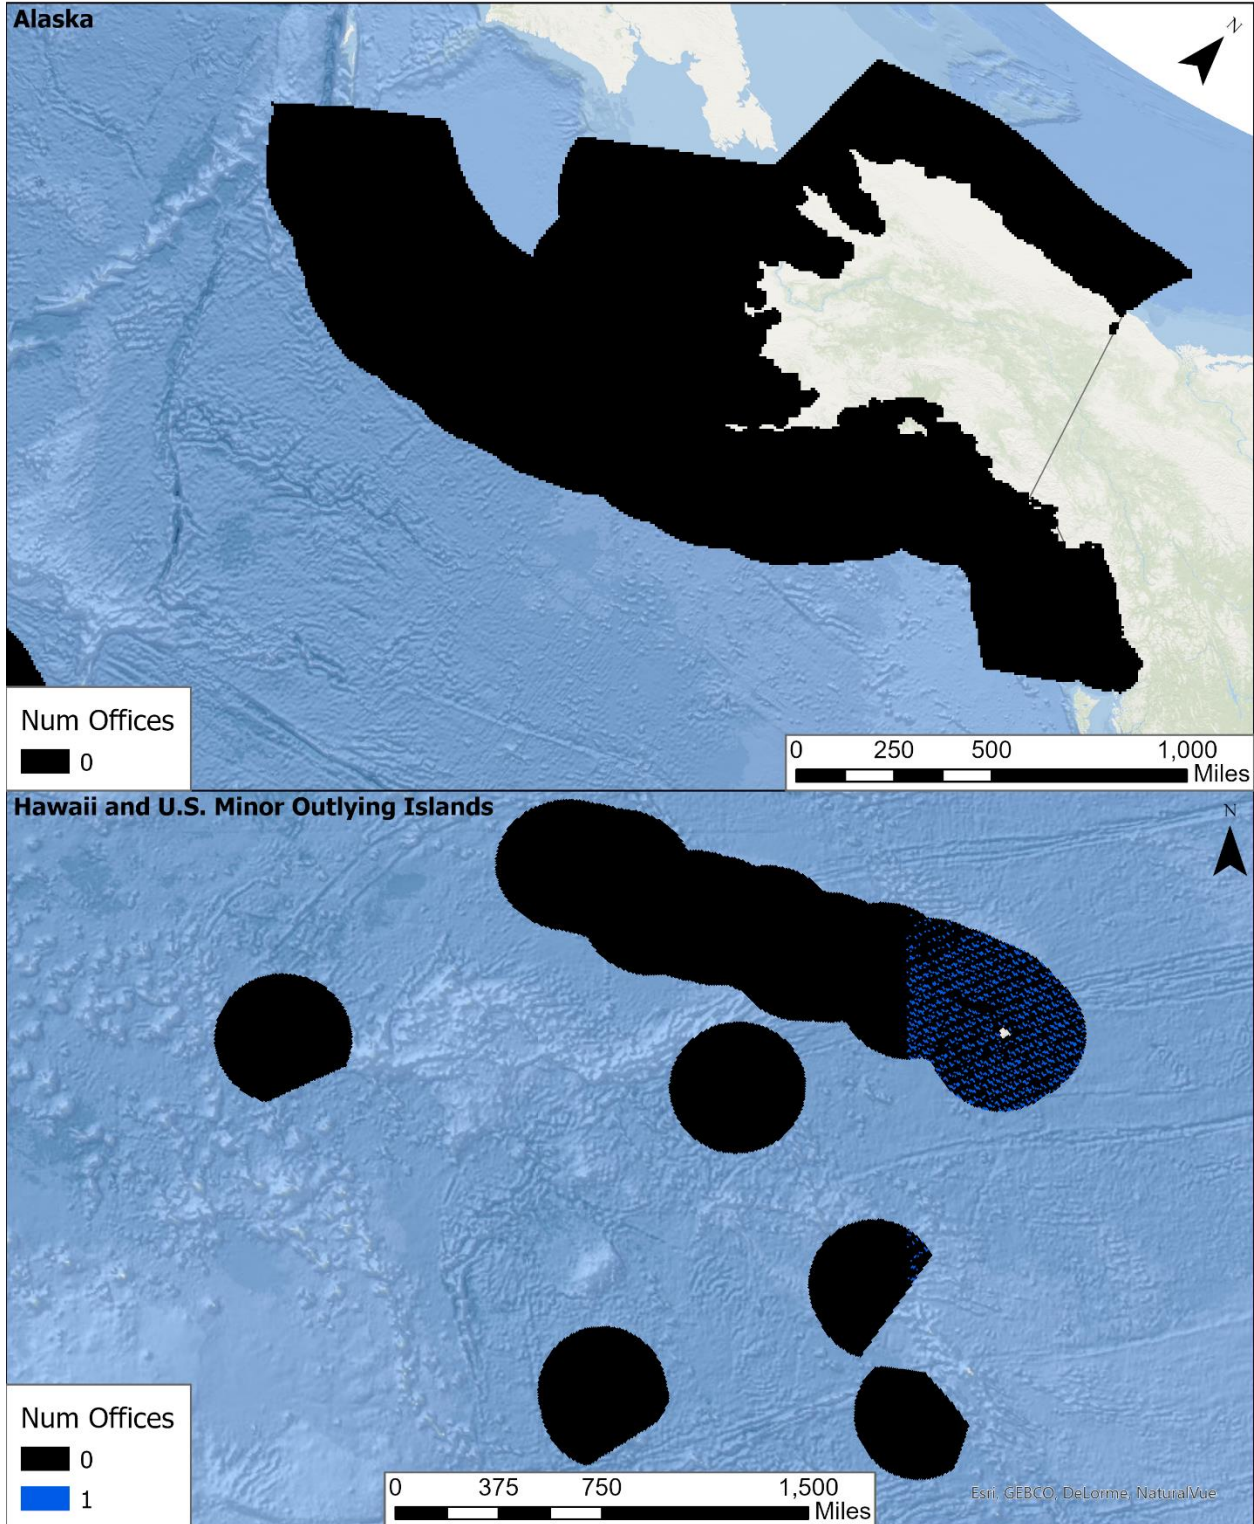 Alaska
N
Num Offices
0
0 250 500 1,000
Miles
Hawaii and U.S. Minor Outlying Islands
N
Num Offices
0
1
0 375 750 1,500
Miles
Esri, GEBCO, DeLorme, NaturalVue